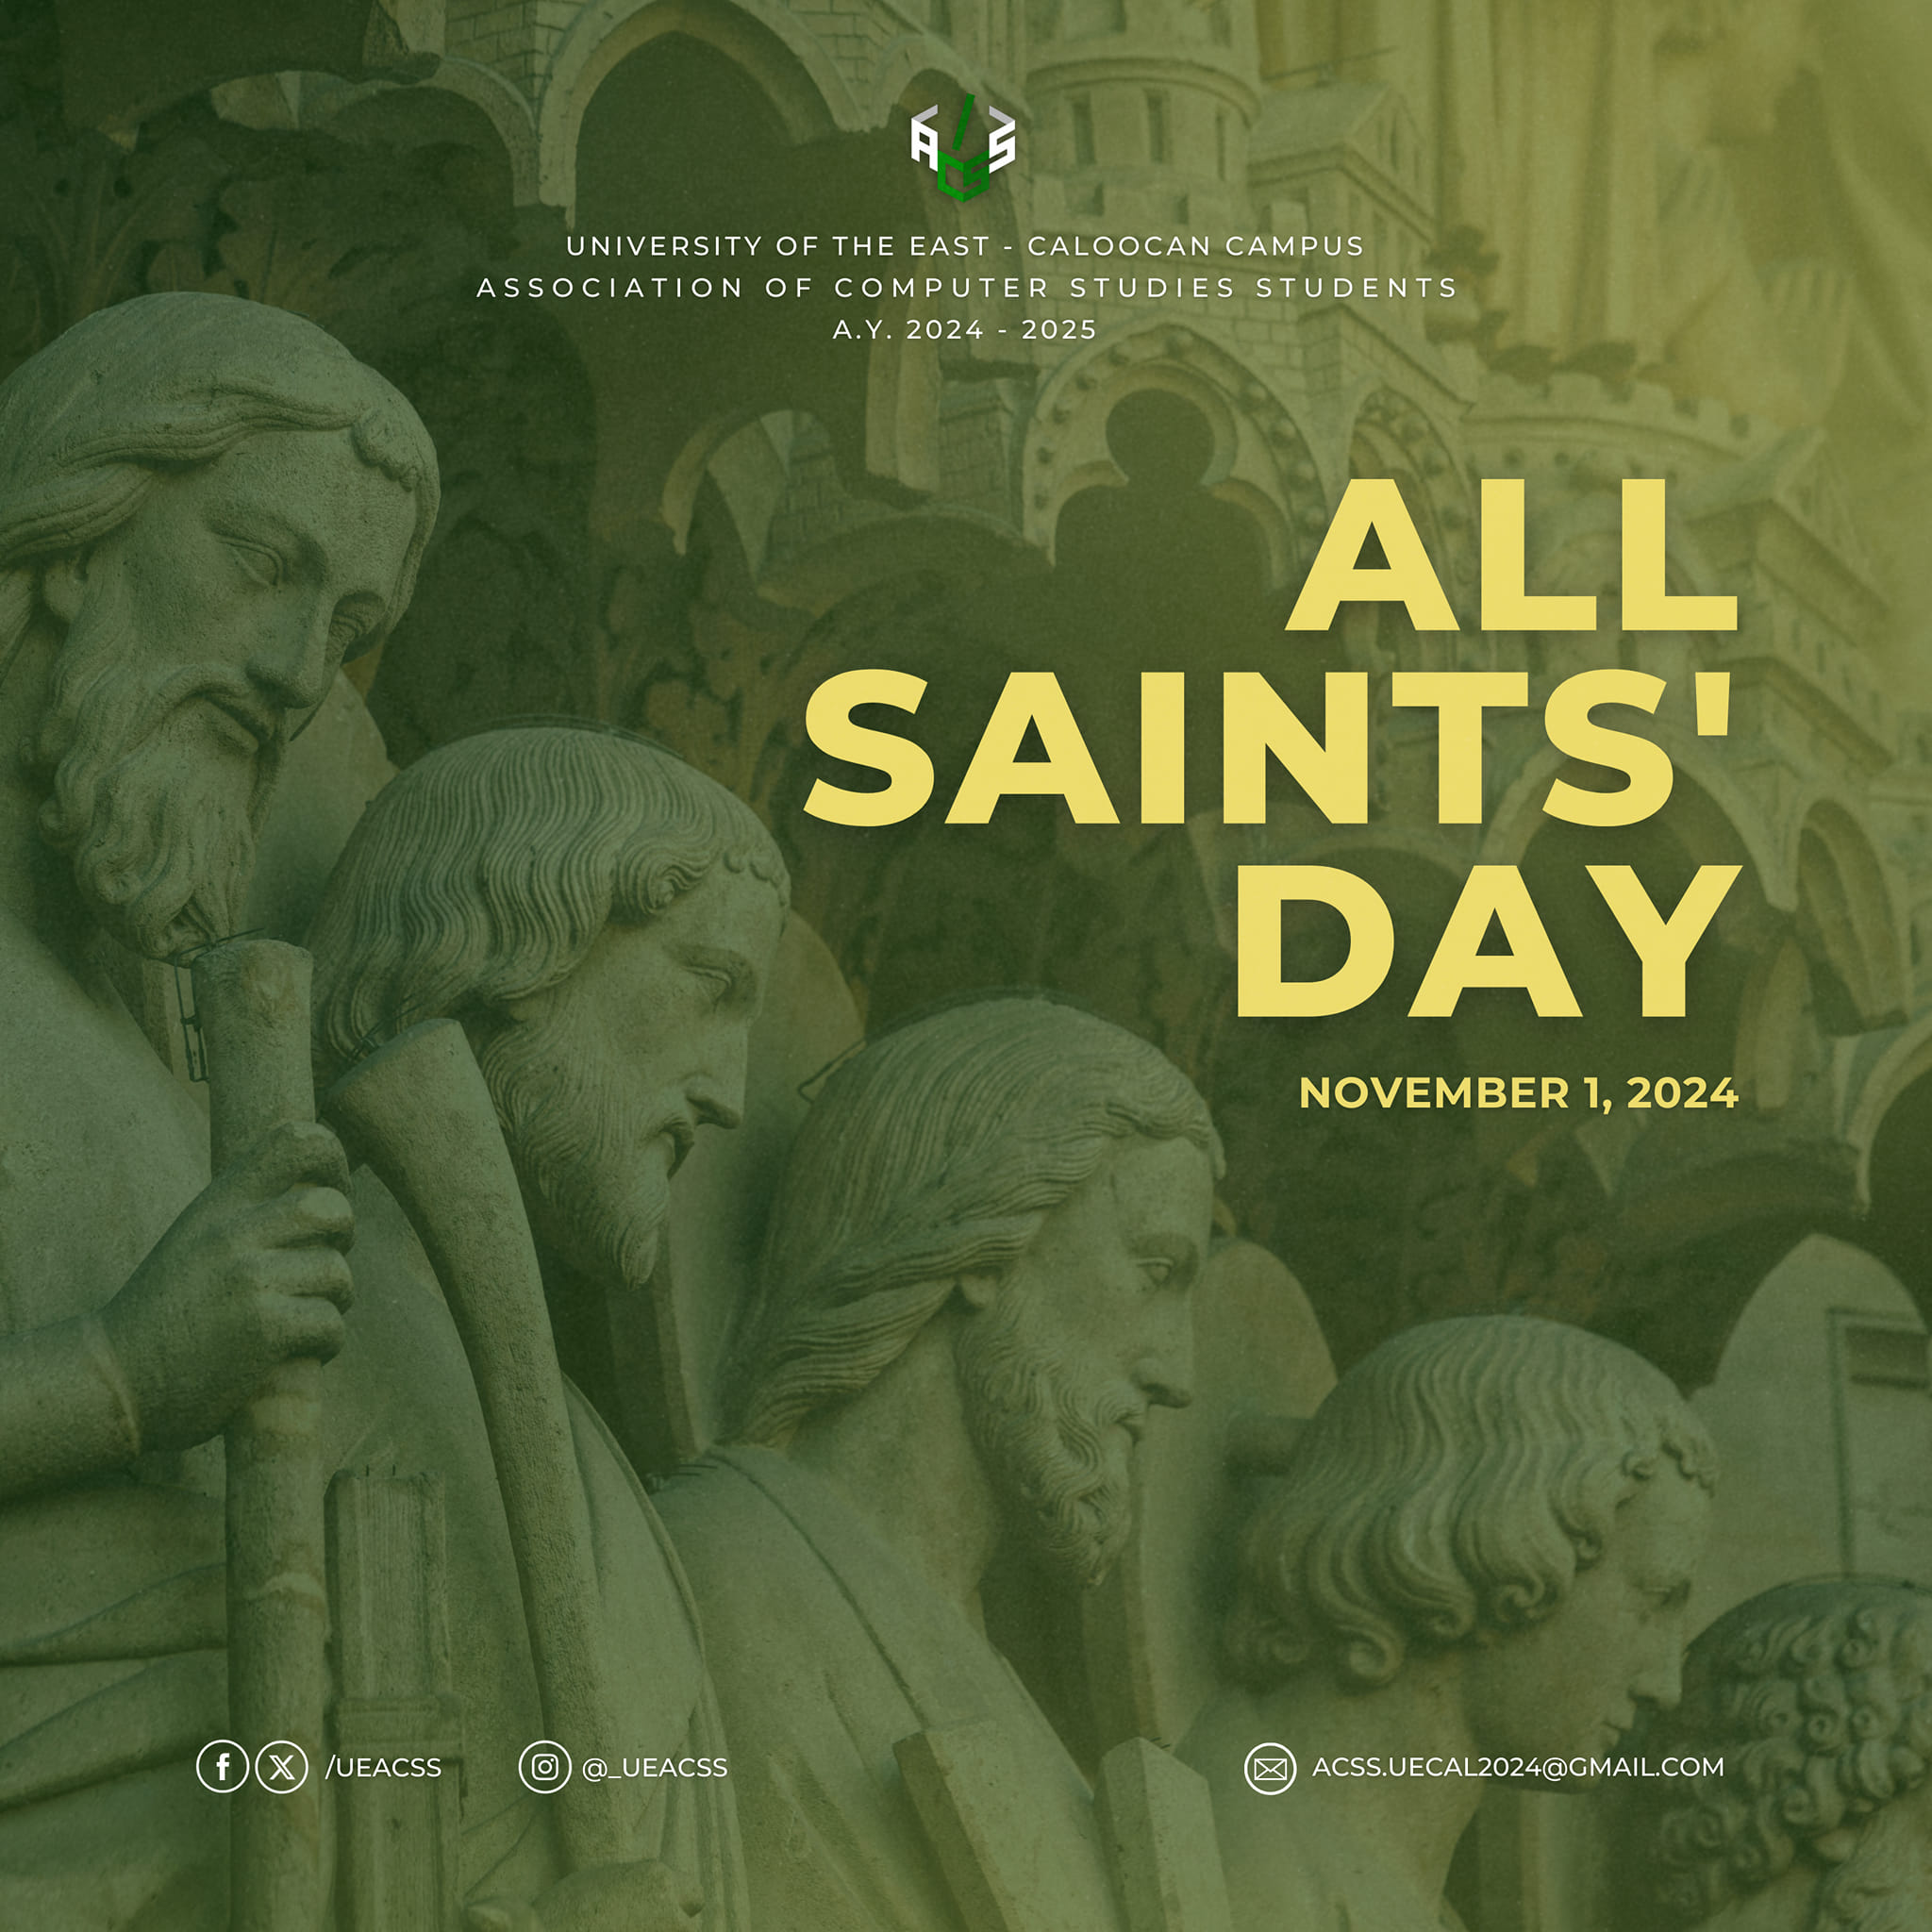 ACSS
UNIVERSITY OF THE EAST - CALOOCAN CAMPUS
ASSOCIATION OF COMPUTER STUDIES STUDENTS
A.Y. 2024 - 2025
ALL
SAINTS'
DAY
NOVEMBER 1, 2024
/UEACSS
@_UEACSS
ACSS.UECAL2024@GMAIL.COM